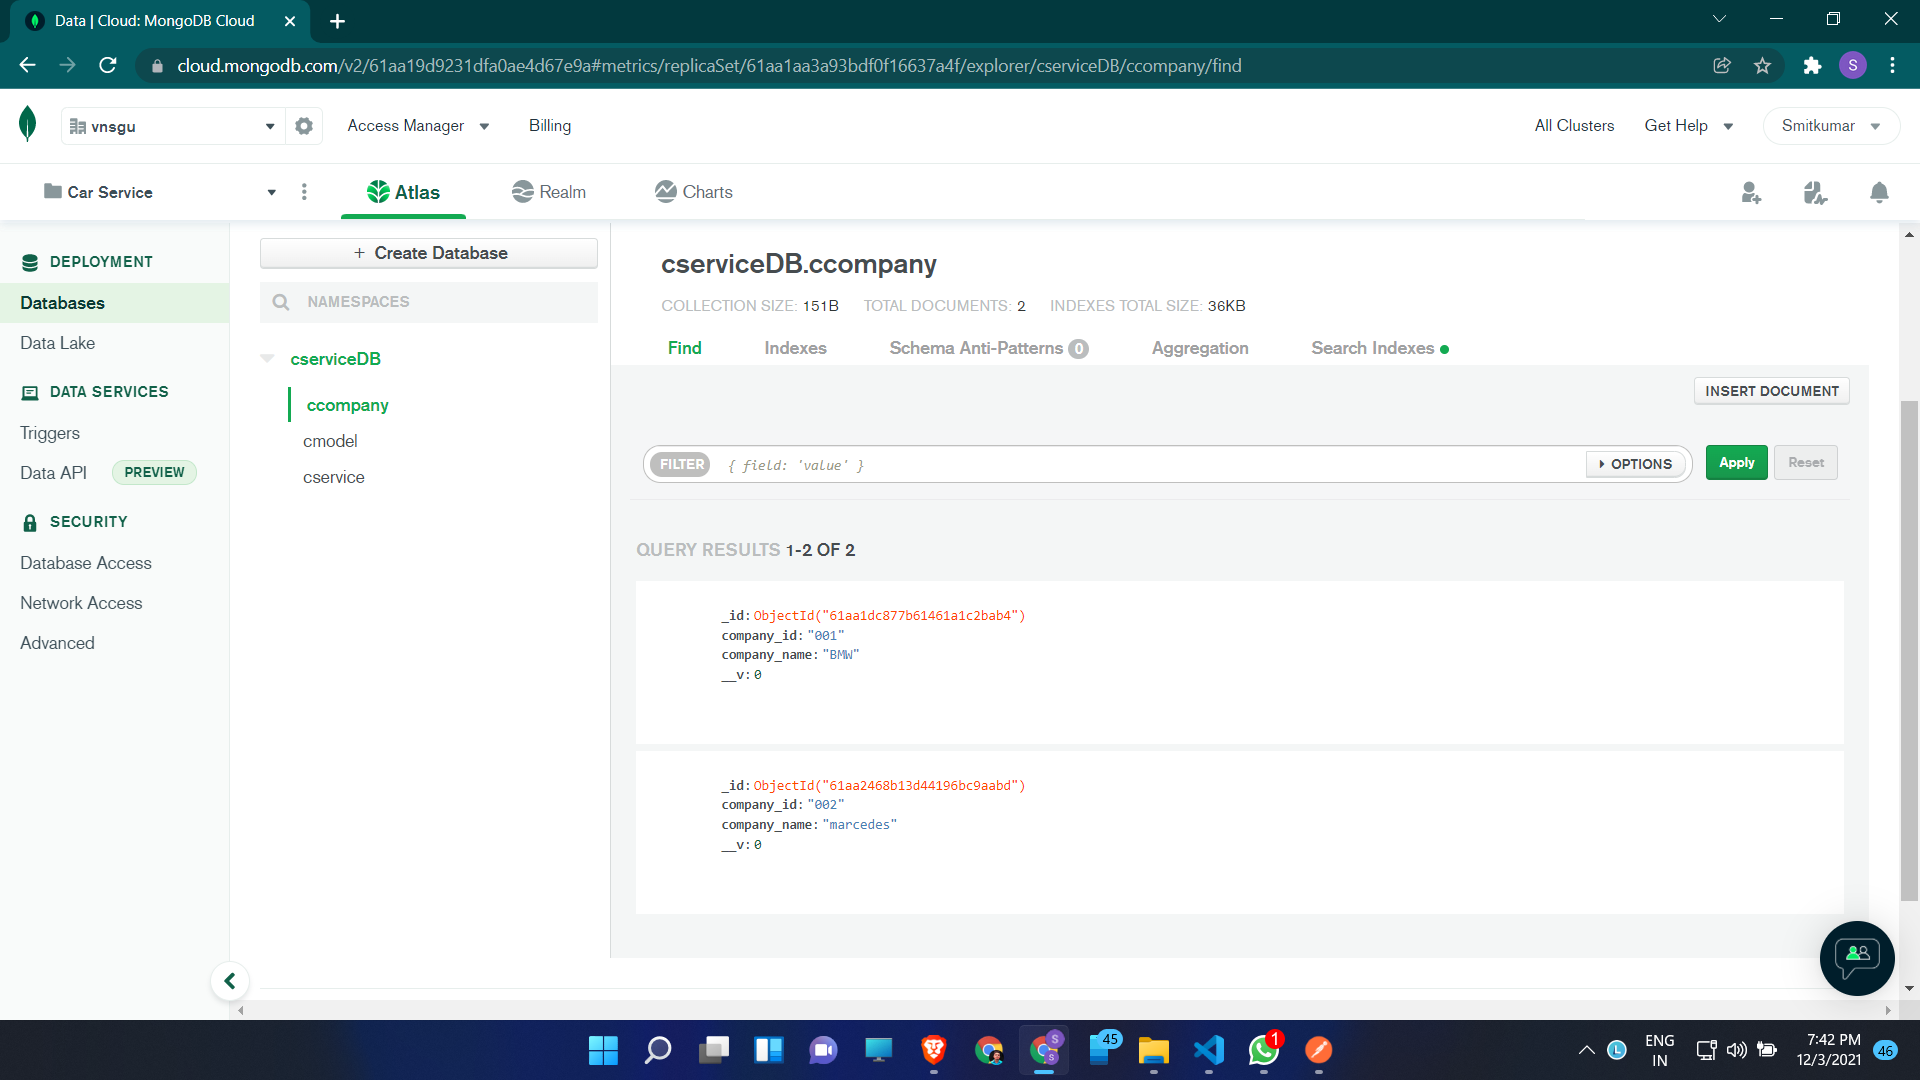 Data | Cloud: MongoDB Cloud
cloud.mongodb.com/v2/61aa19d9231dfa0ae4d67e9a#metrics/replicaSet/61aa1aa3a93bdf0f16637a4f/explorer/cserviceDB/ccompany/find
S
vnsgu
Access Manager
Billing
All Clusters
Get Help
Smitkumar
Car Service
Atlas
Realm
Charts
DEPLOYMENT
Databases
Data Lake
DATA SERVICES
Triggers
Data API PREVIEW
SECURITY
Database Access
Network Access
Advanced
+ Create Database
NAMESPACES
cserviceDB
ccompany
cmodel
cservice
cserviceDB.ccompany
COLLECTION SIZE: 151B TOTAL DOCUMENTS: 2 INDEXES TOTAL SIZE: 36KB
Find Indexes Schema Anti-Patterns 0 Aggregation Search Indexes
INSERT DOCUMENT
FILTER { field: 'value' } OPTIONS Apply Reset
QUERY RESULTS 1-2 OF 2
_id: ObjectId("61aa1dc877b61461a1c2bab4")
company_id: "001"
company_name: "BMW"
__v: 0
_id: ObjectId("61aa2468b13d44196bc9aabd")
company_id: "002"
company_name: "marcedes"
__v: 0
S
S
45
1
L
ENG
IN
7:42 PM
12/3/2021
46